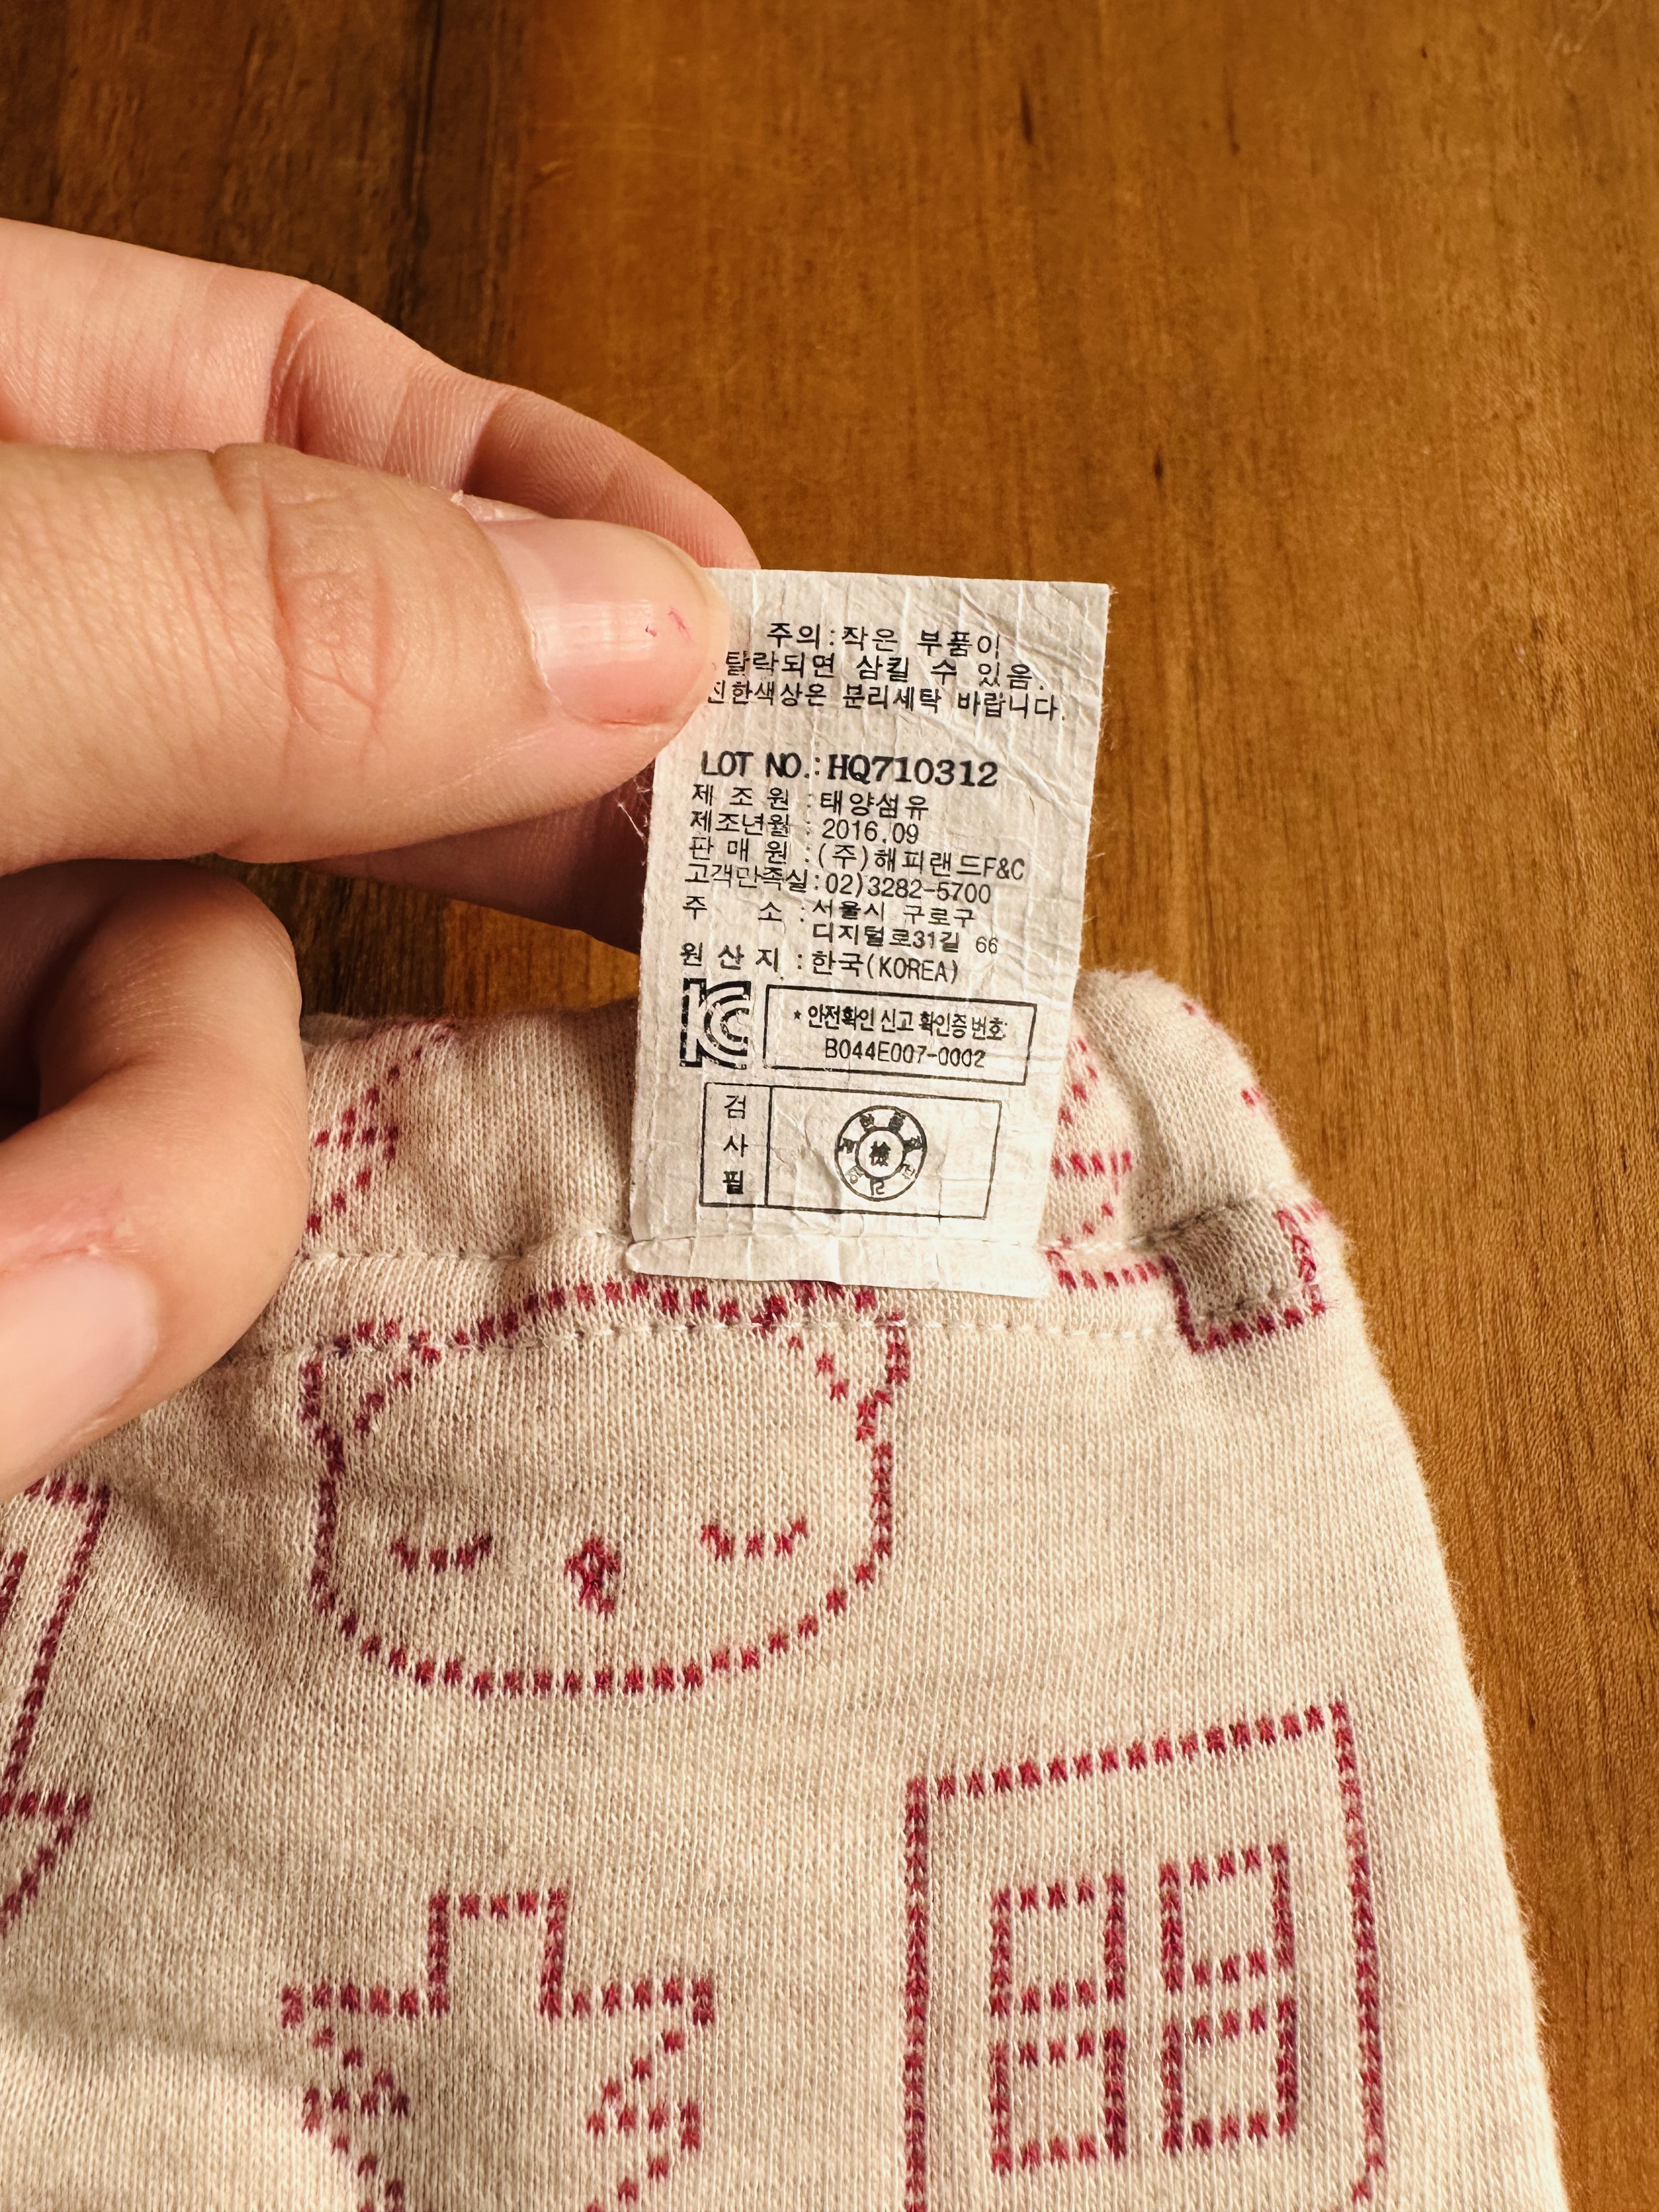 주의:작은 부품이
탈락되면 삼킬 수 있음.
진한색상은 분리세탁 바랍니다.
LOT NO.:HQ710312
제 조 원 :태양섬유
제조년월 : 2016.09
판 매 원 :(주)해피랜드F&C
고객만족실:02)3282-5700
주 소 :서울시 구로구
디지털로31길 66
원 산 지 :한국(KOREA)
KC
* 안전확인 신고 확인증 번호:
B044E007-0002
검
사
필
檢